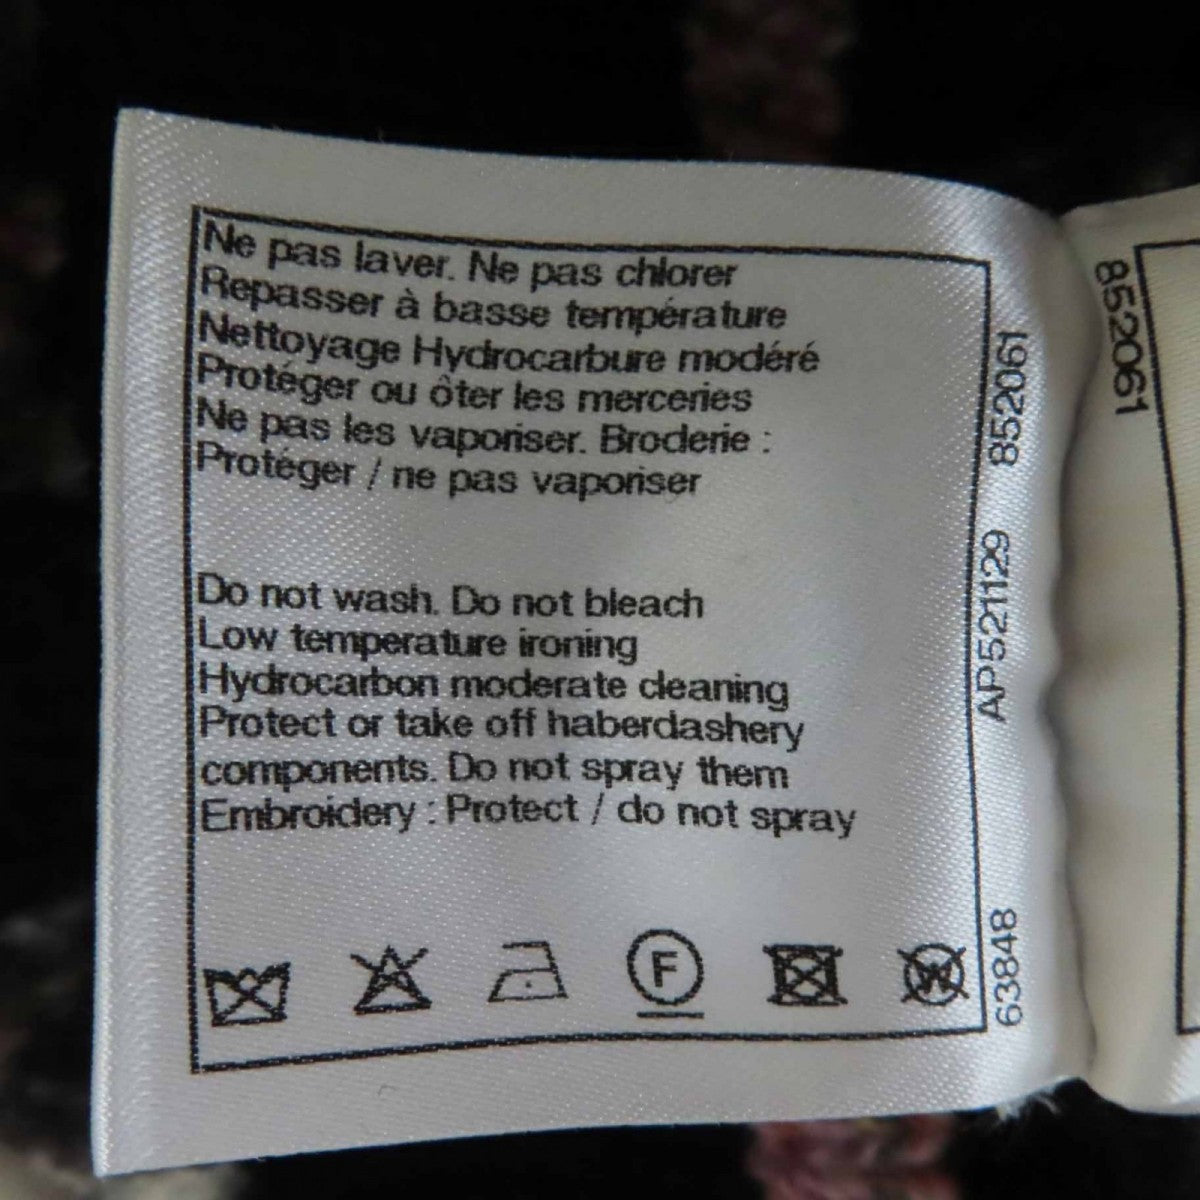 Ne pas laver. Ne pas chlorer
Repasser à basse température
Nettoyage Hydrocarbure modéré
Protéger ou ôter les merceries
Ne pas les vaporiser. Broderie :
Protéger / ne pas vaporiser
Do not wash. Do not bleach
Low temperature ironing
Hydrocarbon moderate cleaning
Protect or take off haberdashery
components. Do not spray them
Embroidery : Protect / do not spray
F
W
63848 AP521129 852061
852061